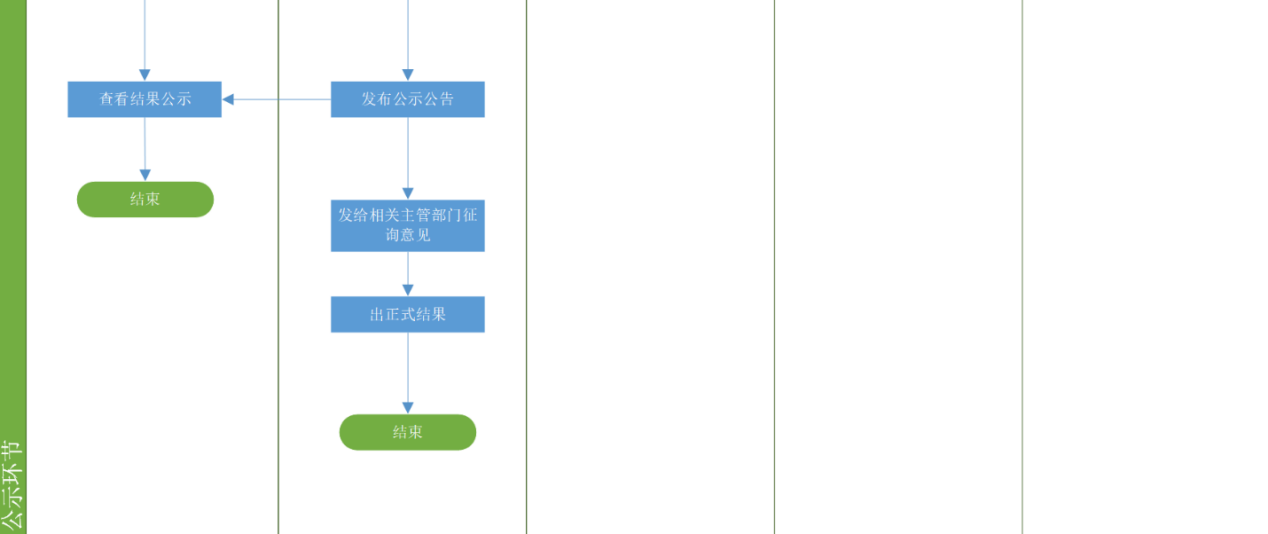 查看结果公示
发布公示公告
结束
发给相关主管部门征
询意见
出正式结果
结束
公示环节